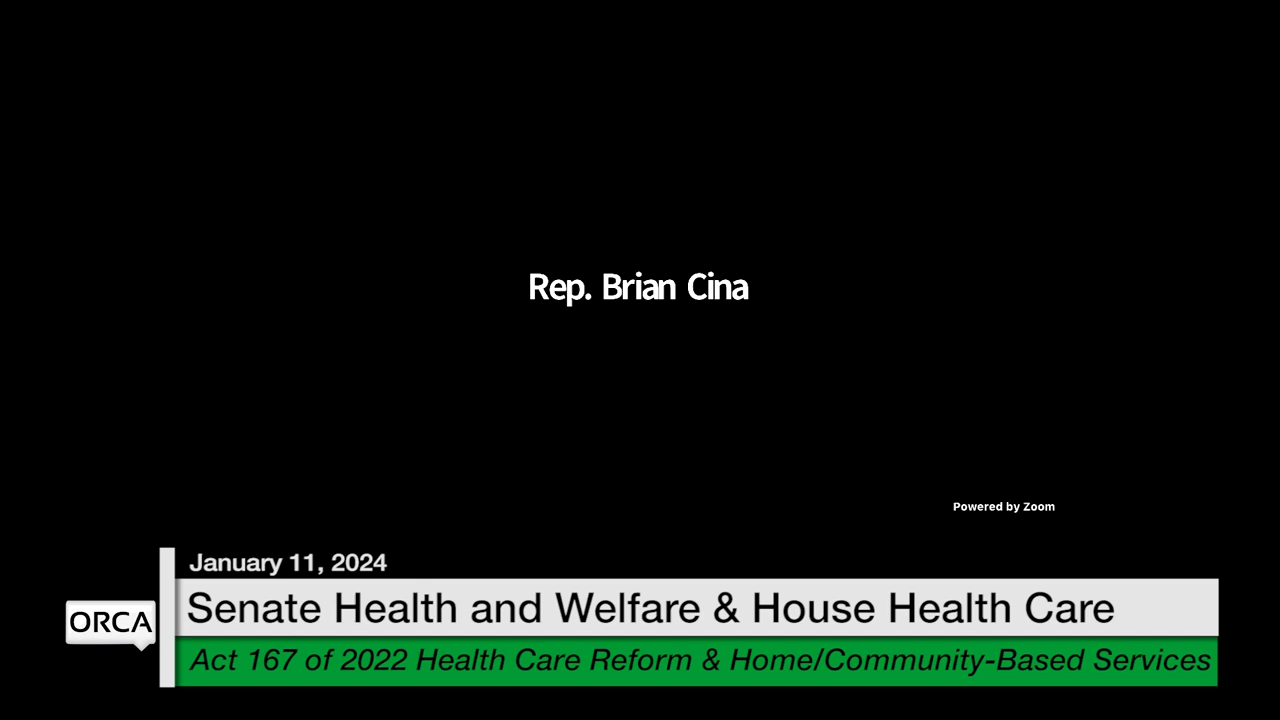 Rep. Brian Cina
Powered by Zoom
January 11, 2024
Senate Health and Welfare & House Health Care
ORCA
Act 167 of 2022 Health Care Reform & Home/Community-Based Services